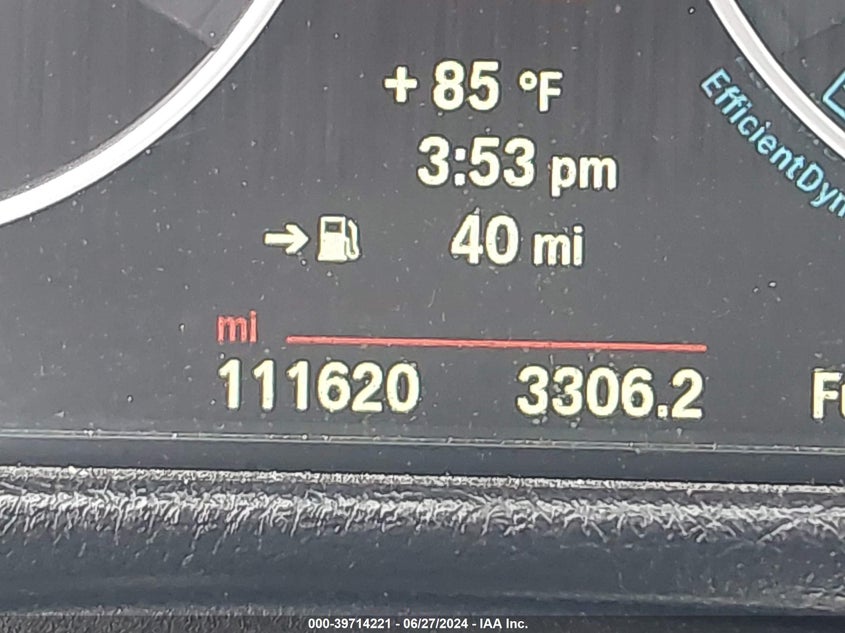 + 85 °F
EfficientDyn
3:53 pm
→ 40 mi
mi
111620 3306.2
000-39714221 - 06/27/2024 - IAA Inc.